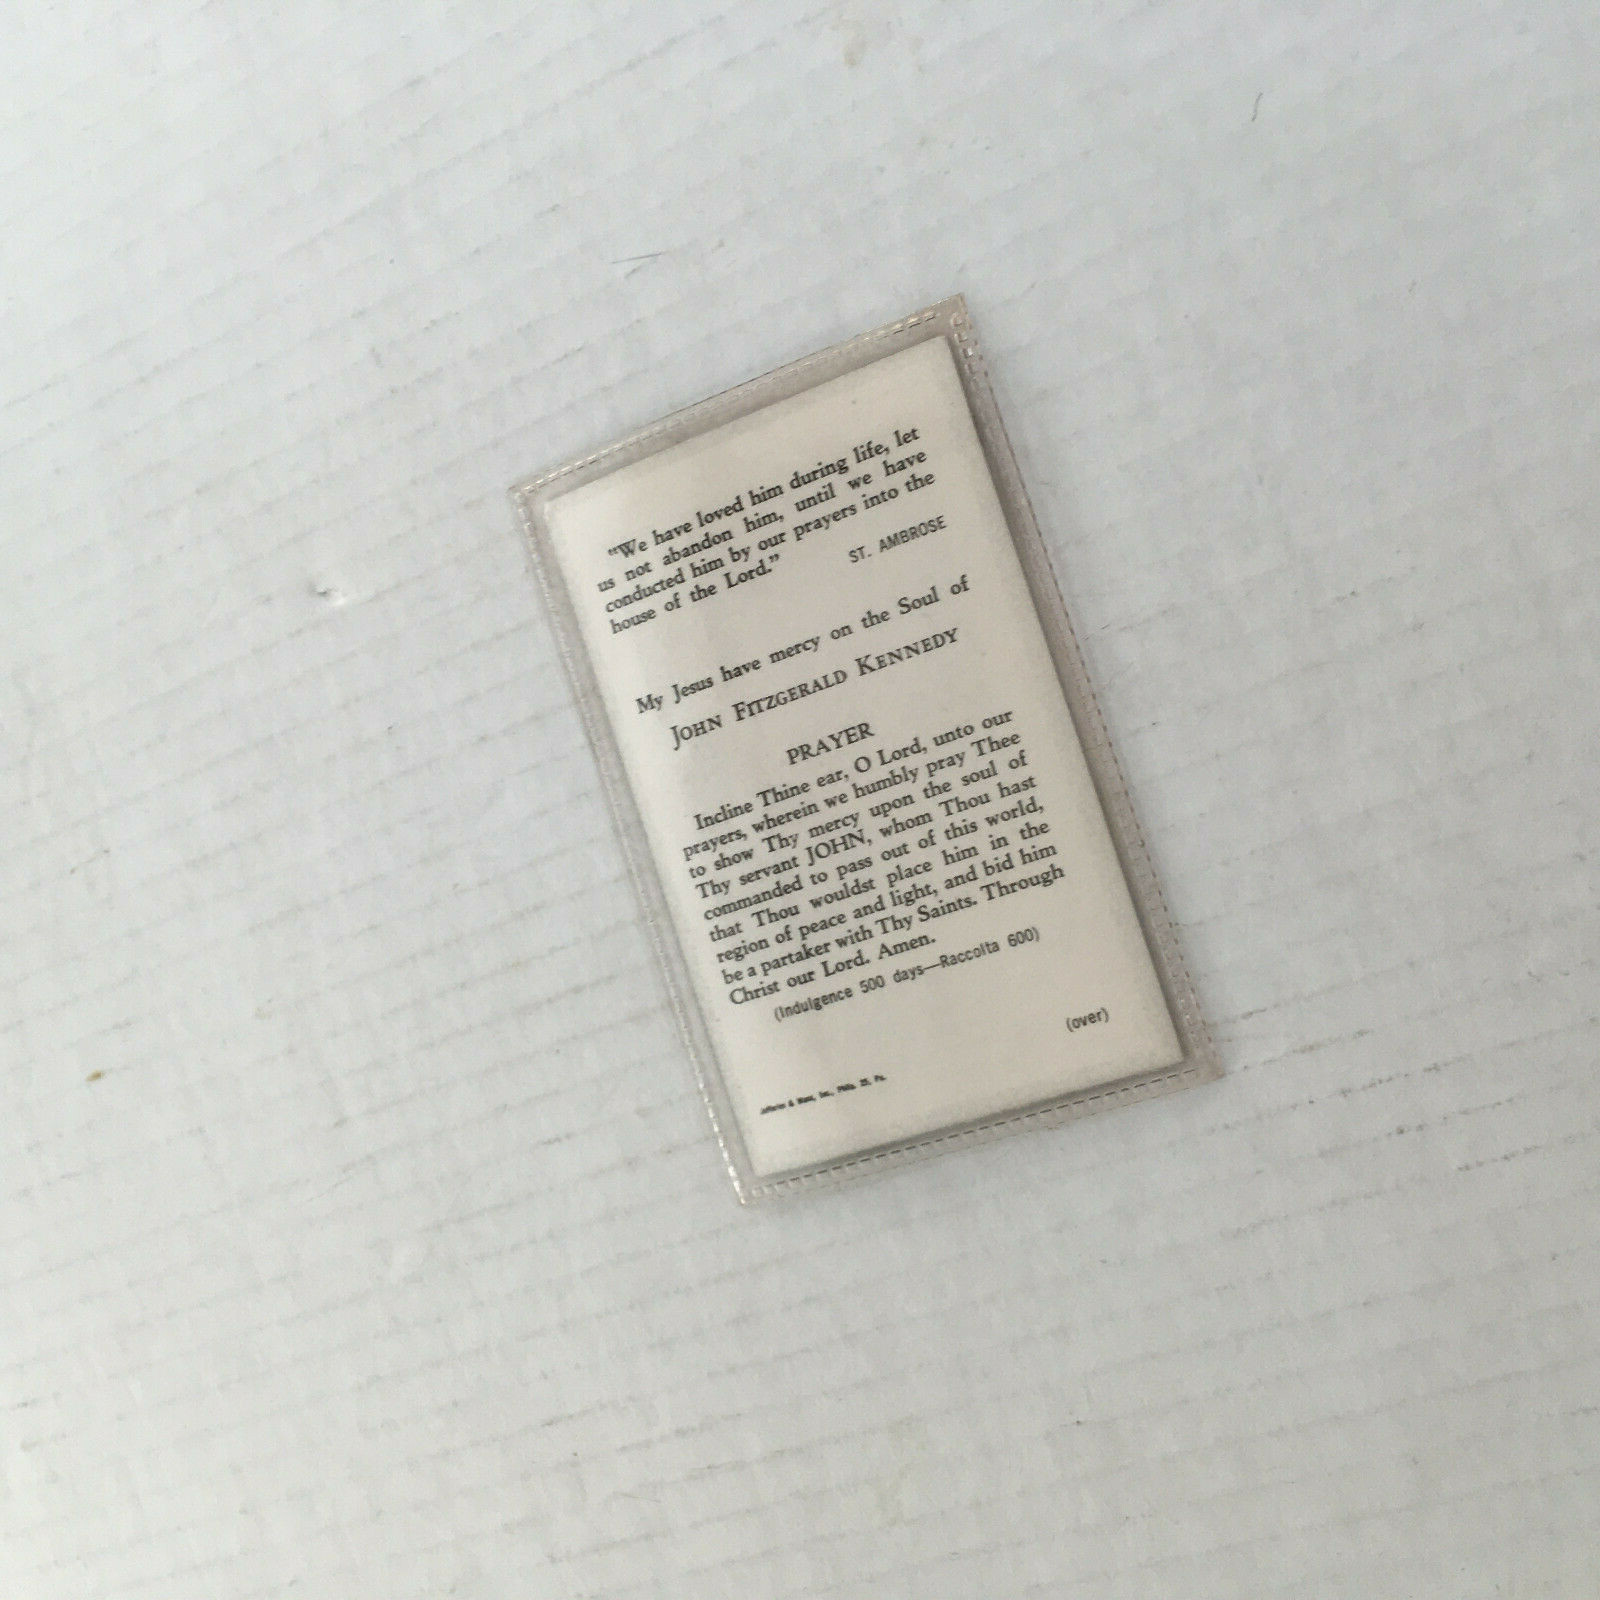 "We have loved him during life, let
us not abandon him, until we have
conducted him by our prayers into the
house of the Lord."
ST. AMBROSE
My Jesus have mercy on the Soul of
JOHN FITZGERALD KENNEDY
PRAYER
Incline Thine ear, O Lord, unto our
prayers, wherein we humbly pray Thee
to show Thy mercy upon the soul of
Thy servant JOHN, whom Thou hast
commanded to pass out of this world,
that Thou wouldst place him in the
region of peace and light, and bid him
be a partaker with Thy Saints. Through
Christ our Lord. Amen.
(Indulgence 500 days—Raccolta 600)
(over)
& Inc., Phila. Pa.